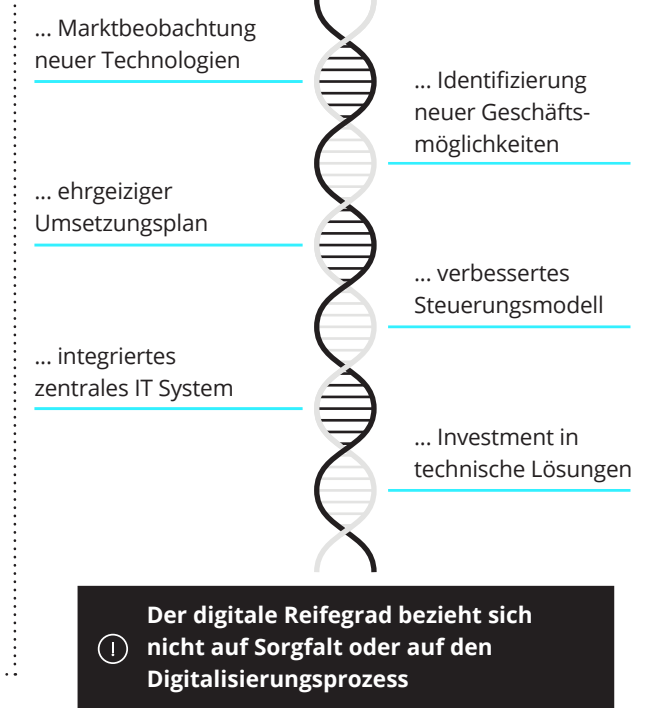 ... Marktbeobachtung
neuer Technologien
... Identifizierung
neuer Geschäfts-
möglichkeiten
... ehrgeiziger
Umsetzungsplan
... verbessertes
Steuerungsmodell
... integriertes
zentrales IT System
... Investment in
technische Lösungen
Der digitale Reifegrad bezieht sich
nicht auf Sorgfalt oder auf den
Digitalisierungsprozess